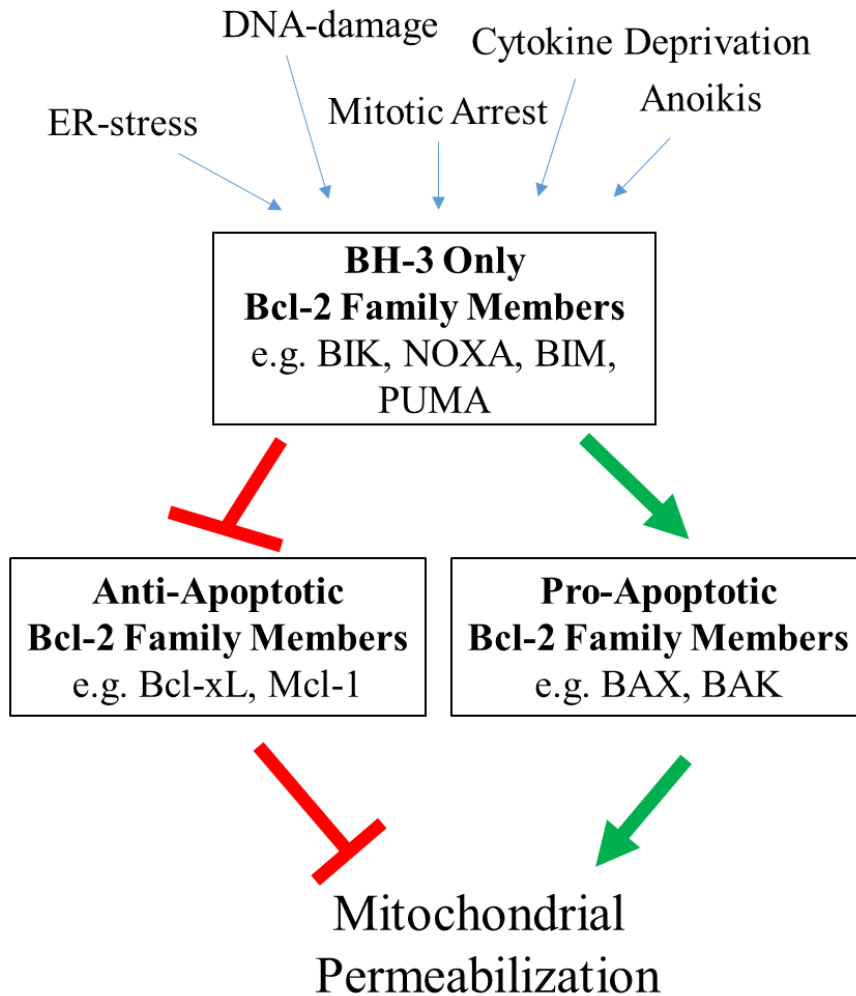 DNA-damage
Cytokine Deprivation
ER-stress
Mitotic Arrest
Anoikis
BH-3 Only
Bcl-2 Family Members
e.g. BIK, NOXA, BIM,
PUMA
Anti-Apoptotic
Bcl-2 Family Members
e.g. Bcl-xL, Mcl-1
Pro-Apoptotic
Bcl-2 Family Members
e.g. BAX, BAK
Mitochondrial
Permeabilization